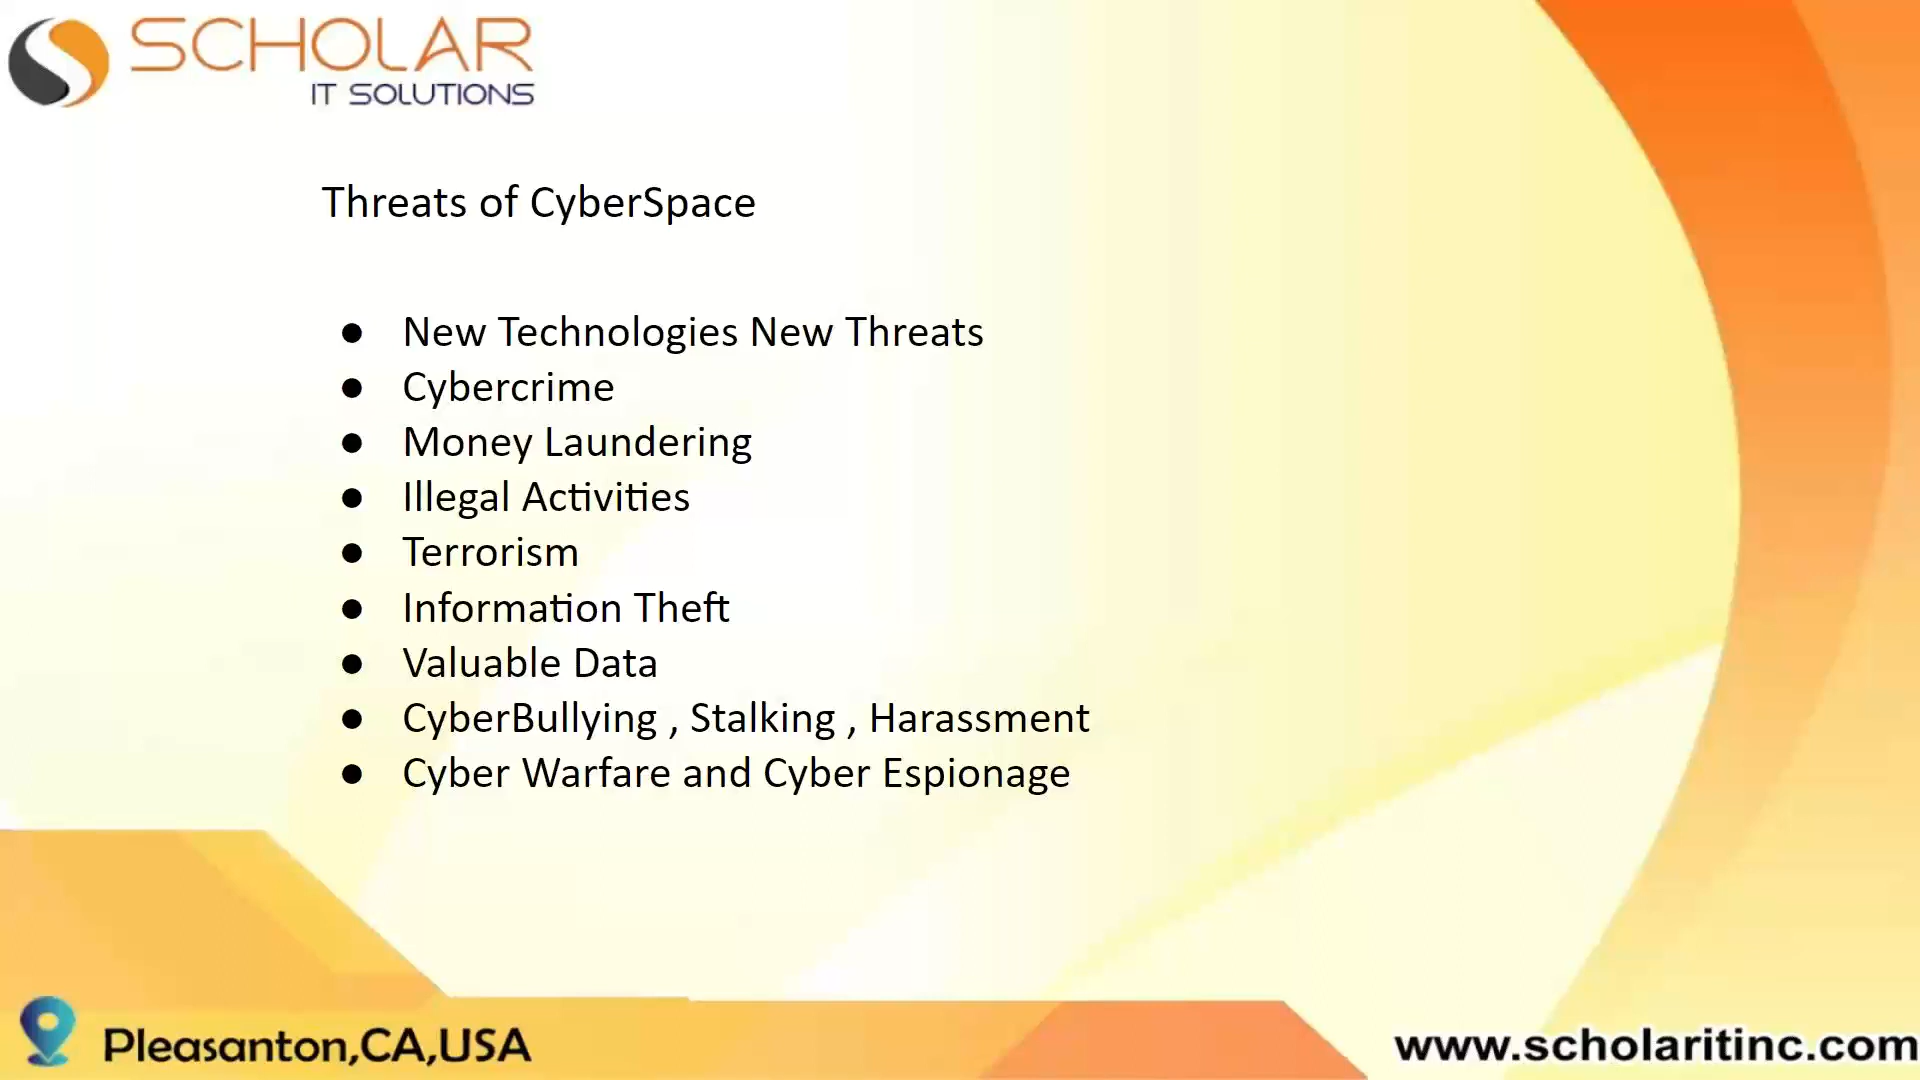 SCHOLAR
IT SOLUTIONS
Threats of CyberSpace
● New Technologies New Threats
● Cybercrime
● Money Laundering
● Illegal Activities
● Terrorism
● Information Theft
● Valuable Data
● CyberBullying , Stalking , Harassment
● Cyber Warfare and Cyber Espionage
Pleasanton,CA,USA
www.scholaritinc.com